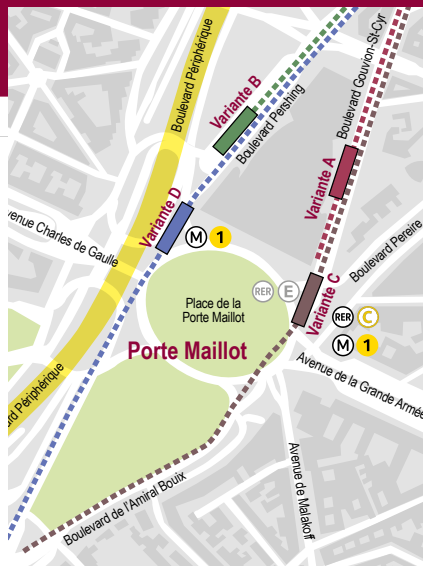 Boulevard Périphérique
Variante B
Boulevard Pershing
Boulevard Gouvion-St-Cyr
Variante A
Variante D
M 1
venue Charles de Gaulle
Boulevard Pereire
RER E
Place de la
Porte Maillot
Variante C
RER C
M 1
Porte Maillot
Avenue de la Grande Armée
ard Périphérique
Boulevard de l'Amiral Bouix
Avenue de Malakoff